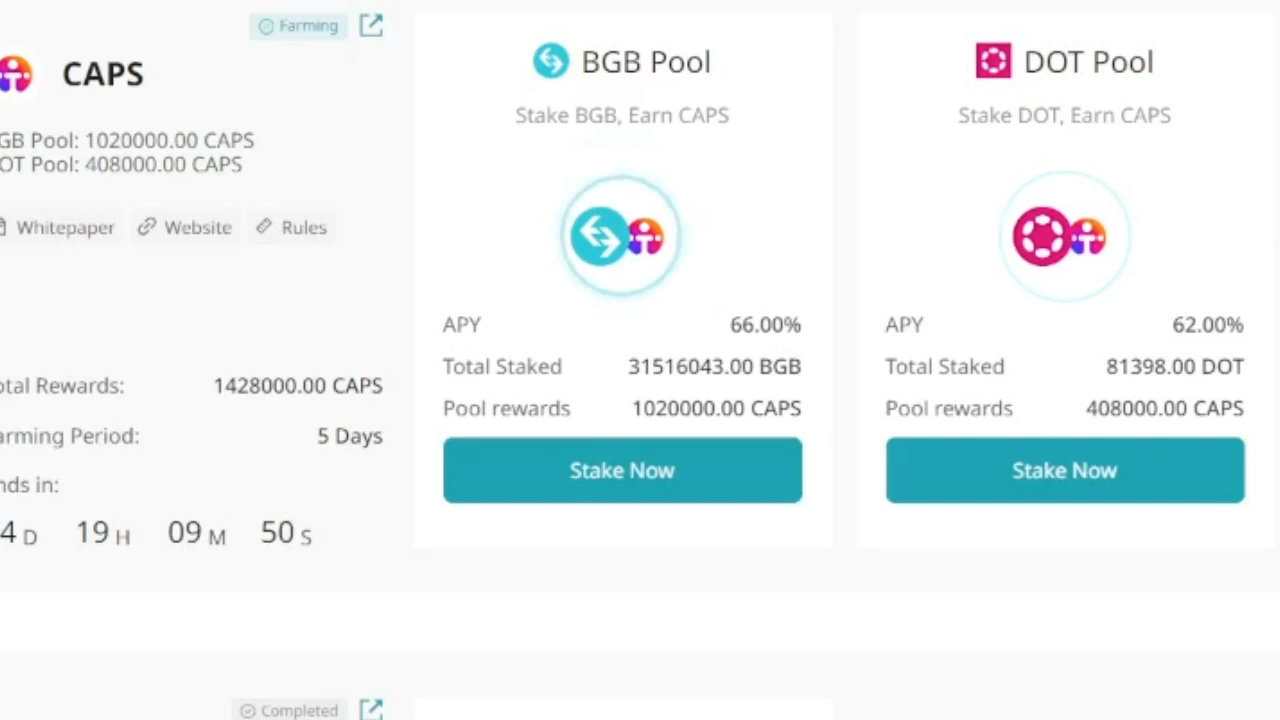 Farming
CAPS
GB Pool: 1020000.00 CAPS
OT Pool: 408000.00 CAPS
Whitepaper
Website
Rules
otal Rewards: 1428000.00 CAPS
arming Period: 5 Days
nds in:
4 D 19 H 09 M 50 S
BGB Pool
Stake BGB, Earn CAPS
APY 66.00%
Total Staked 31516043.00 BGB
Pool rewards 1020000.00 CAPS
Stake Now
DOT Pool
Stake DOT, Earn CAPS
APY 62.00%
Total Staked 81398.00 DOT
Pool rewards 408000.00 CAPS
Stake Now
Completed